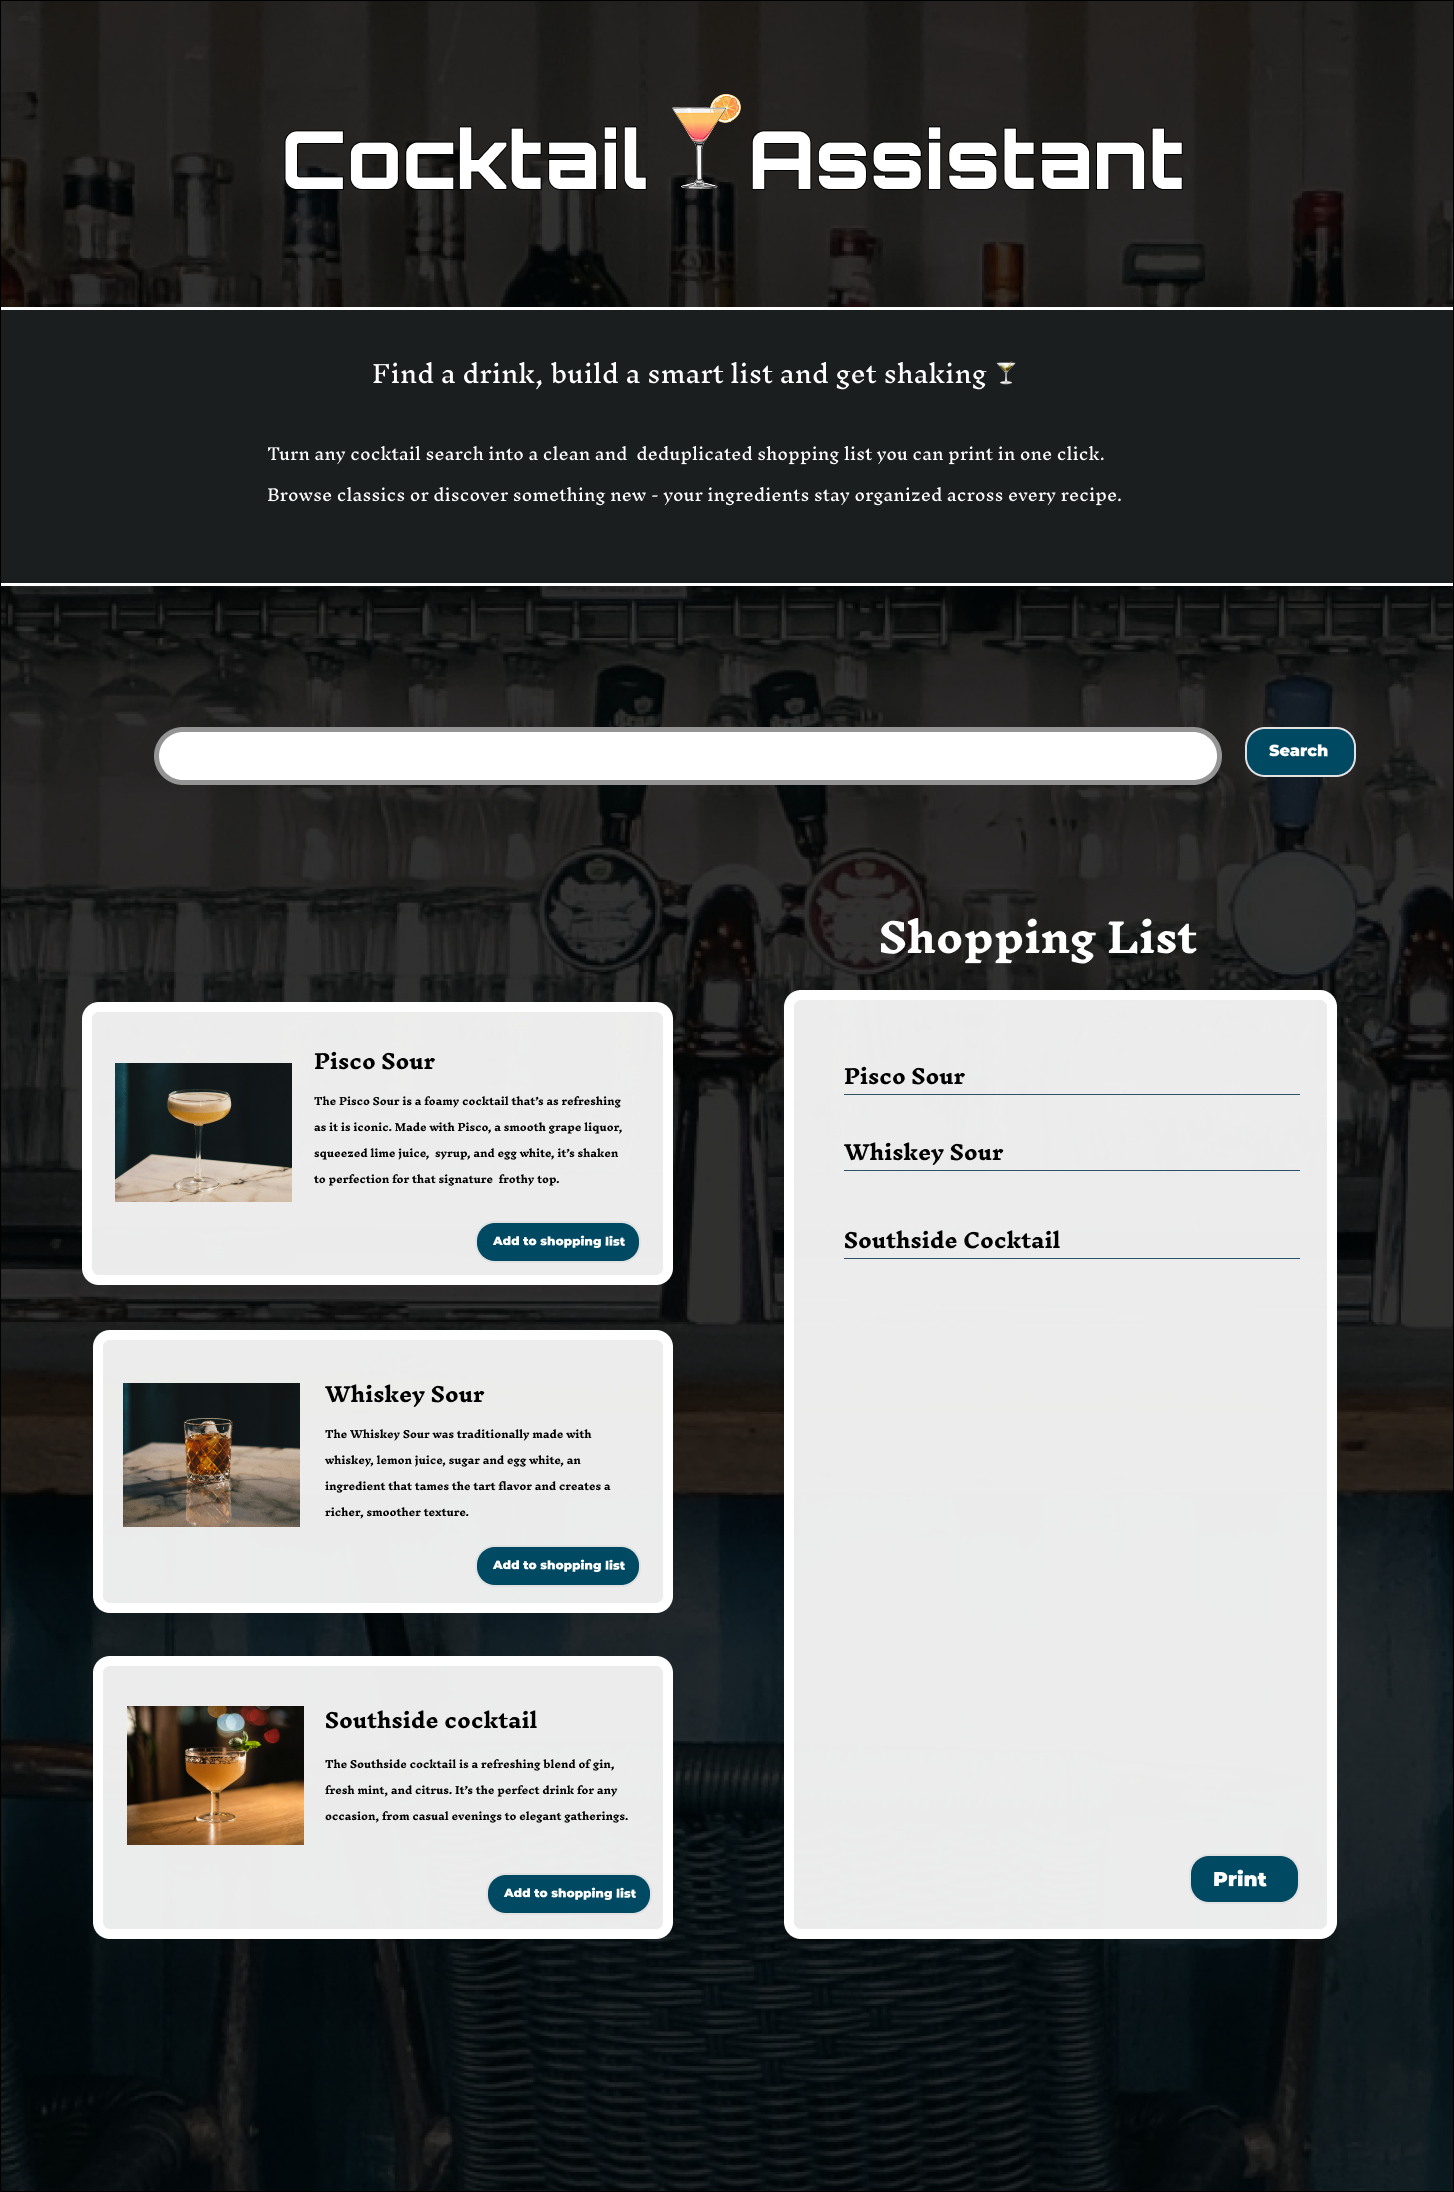 Cocktail Assistant
Find a drink, build a smart list and get shaking
Turn any cocktail search into a clean and  deduplicated shopping list you can print in one click.
Browse classics or discover something new - your ingredients stay organized across every recipe.
Search
Pisco Sour
The Pisco Sour is a foamy cocktail that’s as refreshing
as it is iconic. Made with Pisco, a smooth grape liquor,
squeezed lime juice,  syrup, and egg white, it’s shaken
to perfection for that signature  frothy top.
Add to shopping list
Whiskey Sour
The Whiskey Sour was traditionally made with
whiskey, lemon juice, sugar and egg white, an
ingredient that tames the tart flavor and creates a
richer, smoother texture.
Add to shopping list
Southside cocktail
The Southside cocktail is a refreshing blend of gin,
fresh mint, and citrus. It’s the perfect drink for any
occasion, from casual evenings to elegant gatherings.
Add to shopping list
Shopping List
Pisco Sour
Whiskey Sour
Southside Cocktail
Print